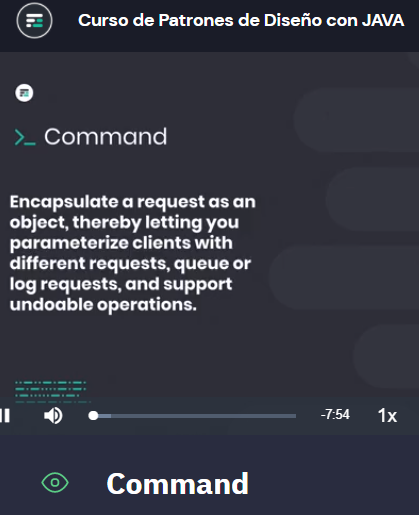 Curso de Patrones de Diseño con JAVA
Command
Encapsulate a request as an
object, thereby letting you
parameterize clients with
different requests, queue or
log requests, and support
undoable operations.
-7:54 1x
Command